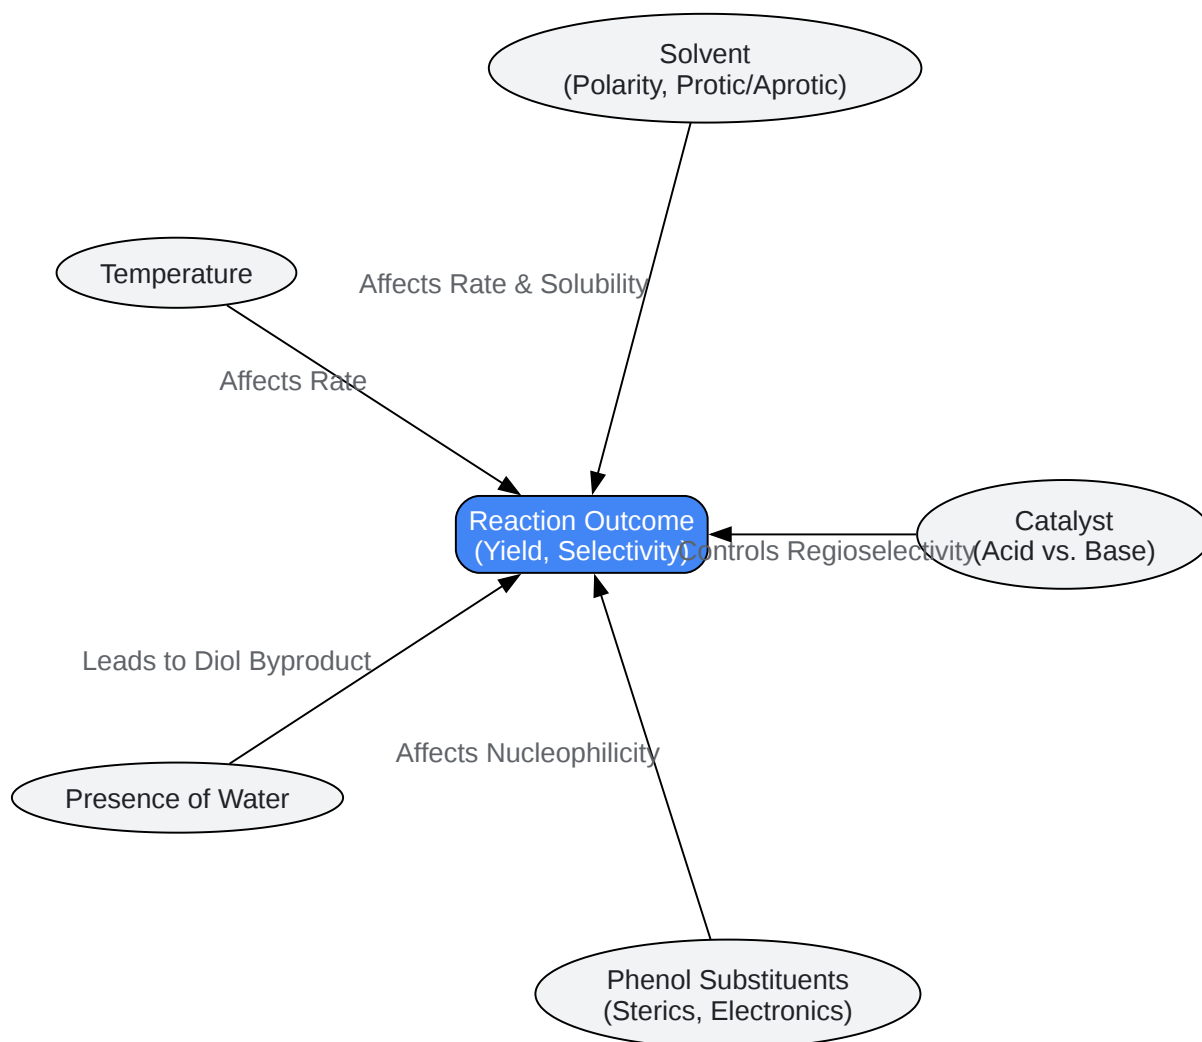 Solvent
(Polarity, Protic/Aprotic)
Temperature
Affects Rate & Solubility
Affects Rate
Reaction Outcome
(Yield, Selectivity)
Controls Regioselectivity
Catalyst
(Acid vs. Base)
Leads to Diol Byproduct
Affects Nucleophilicity
Presence of Water
Phenol Substituents
(Sterics, Electronics)